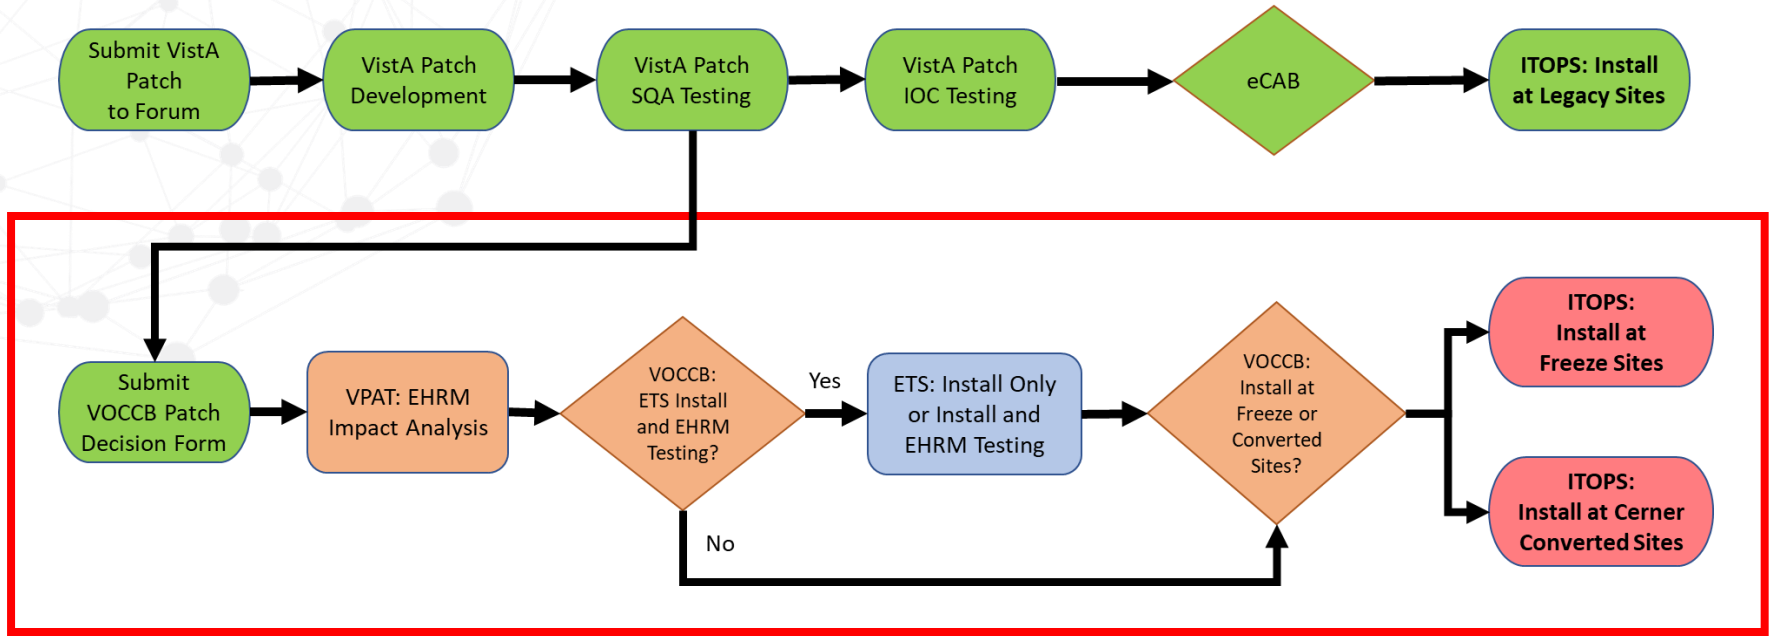 Submit VistA
Patch
to Forum
VistA Patch
Development
VistA Patch
SQA Testing
VistA Patch
IOC Testing
eCAB
ITOPS: Install
at Legacy Sites
Submit
VOCCB Patch
Decision Form
VPAT: EHRM
Impact Analysis
VOCCB:
ETS Install
and EHRM
Testing?
Yes
No
ETS: Install Only
or Install and
EHRM Testing
VOCCB:
Install at
Freeze or
Converted
Sites?
ITOPS:
Install at
Freeze Sites
ITOPS:
Install at Cerner
Converted Sites